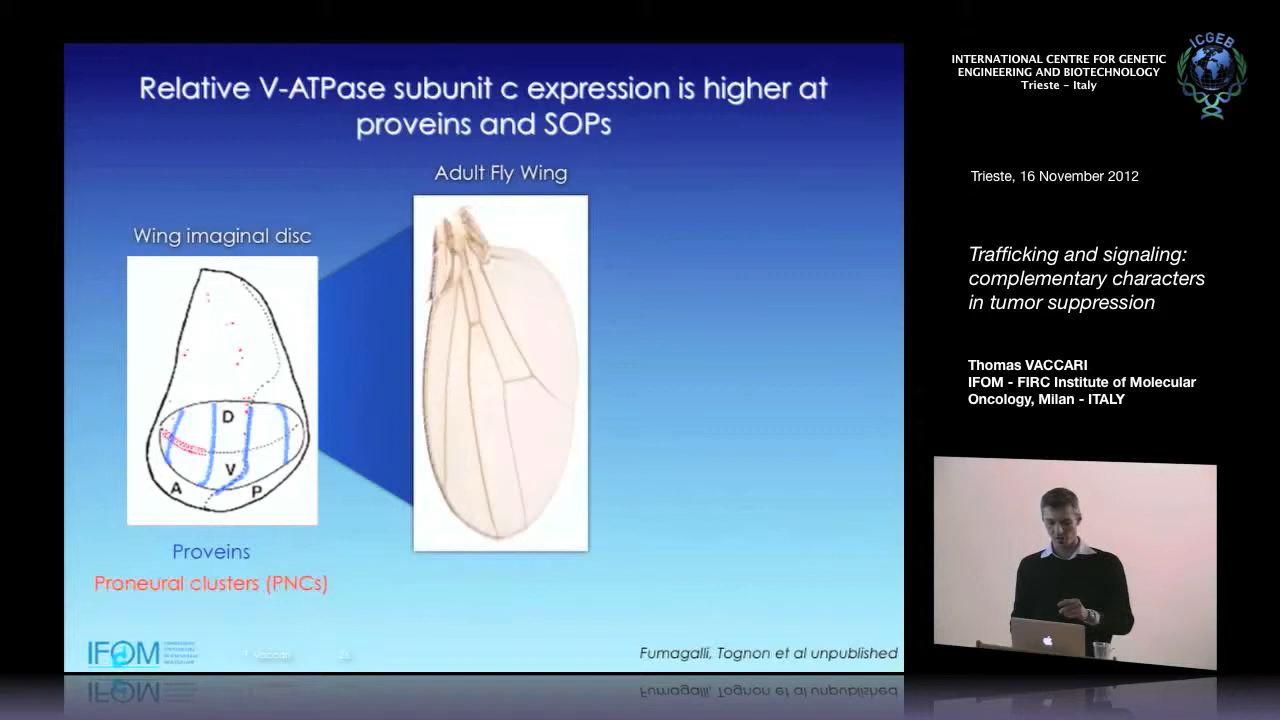 Relative V-ATPase subunit c expression is higher at
proveins and SOPs
Adult Fly Wing
Wing imaginal disc
D
V
A
P
Proveins
Proneural clusters (PNCs)
IFOM
T. Vaccari
Fumagalli, Tognon et al unpublished
ICGEB
INTERNATIONAL CENTRE FOR GENETIC
ENGINEERING AND BIOTECHNOLOGY
Trieste - Italy
Trieste, 16 November 2012
Trafficking and signaling:
complementary characters
in tumor suppression
Thomas VACCARI
IFOM - FIRC Institute of Molecular
Oncology, Milan - ITALY